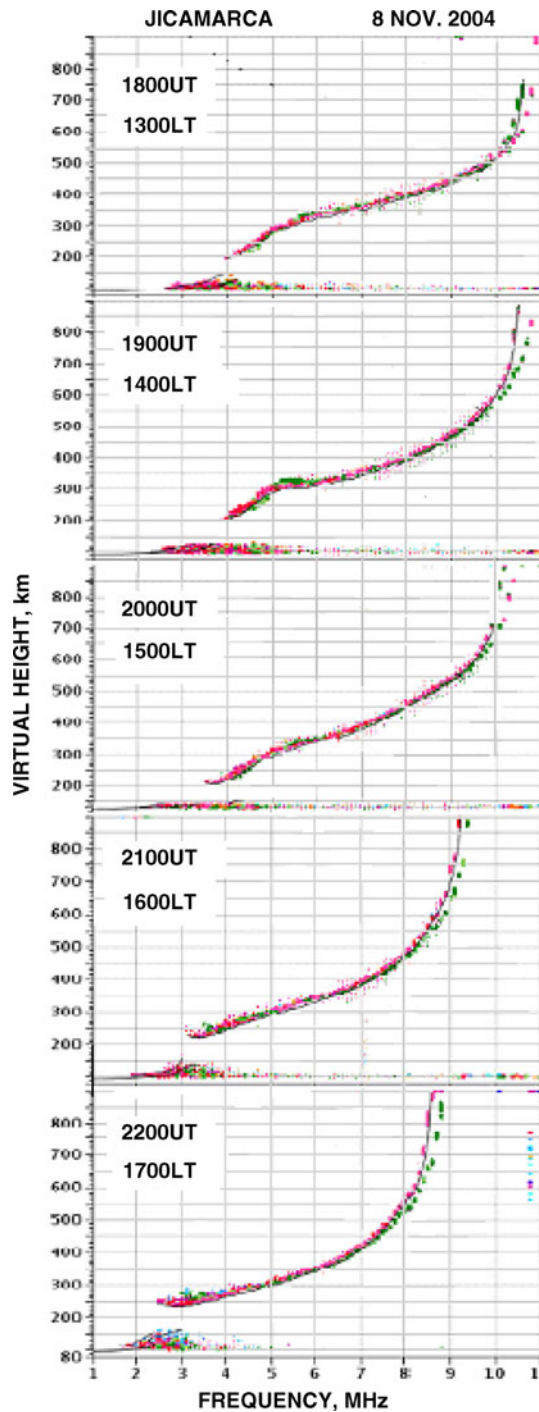 JICAMARCA 8 NOV. 2004
800
700
600
500
400
300
200
1800UT
1300LT
800
700
600
500
400
300
200
1900UT
1400LT
800
700
600
500
400
300
200
2000UT
1500LT
800
700
600
500
400
300
200
2100UT
1600LT
800
700
600
500
400
300
200
80
2200UT
1700LT
1 2 3 4 5 6 7 8 9 10
VIRTUAL HEIGHT, km
FREQUENCY, MHz